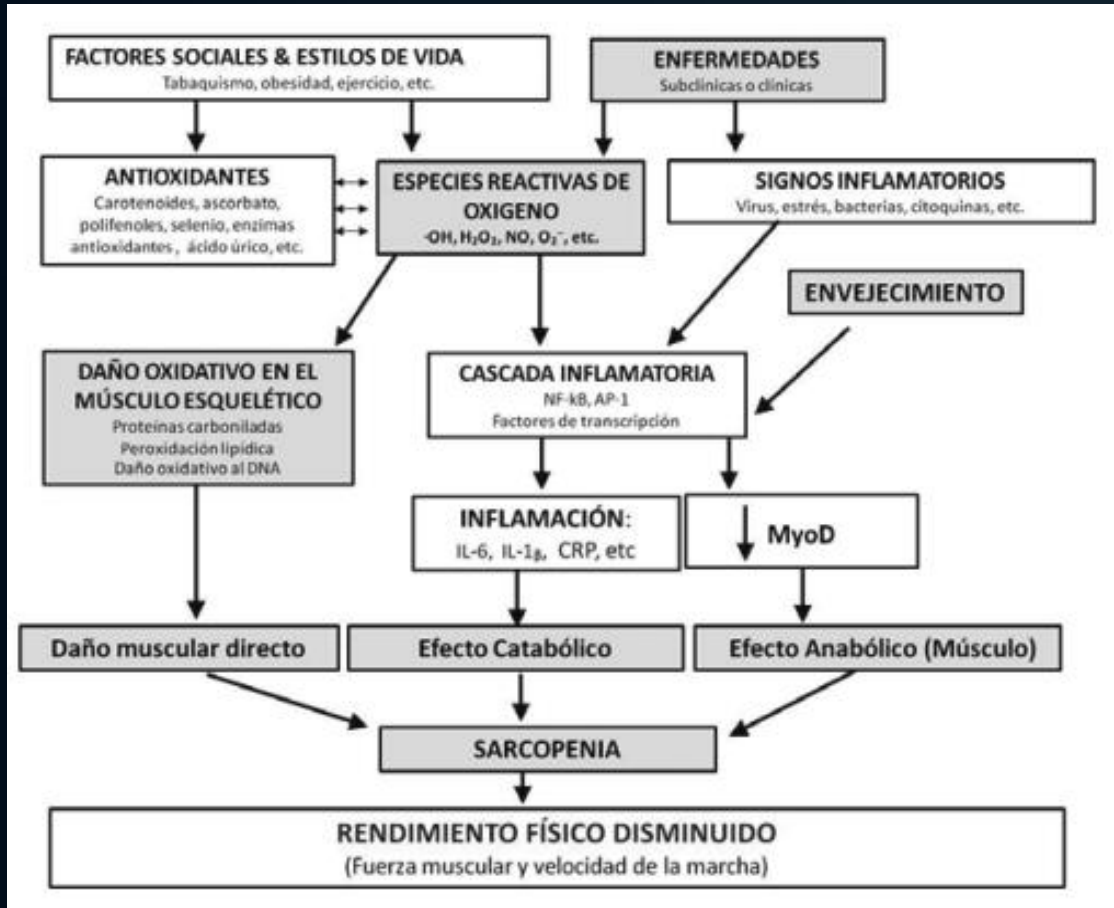 FACTORES SOCIALES & ESTILOS DE VIDA
Tabaquismo, obesidad, ejercicio, etc.
ENFERMEDADES
Subclínicas o clínicas
ANTIOXIDANTES
Carotenoides, ascorbato,
polifenoles, selenio, enzimas
antioxidantes , ácido úrico, etc.
ESPECIES REACTIVAS DE
OXIGENO
·OH, H₂O₂, NO, O₂⁻, etc.
SIGNOS INFLAMATORIOS
Virus, estrés, bacterias, citoquinas, etc.
ENVEJECIMIENTO
DAÑO OXIDATIVO EN EL
MÚSCULO ESQUELÉTICO
Proteínas carboniladas
Peroxidación lipídica
Daño oxidativo al DNA
CASCADA INFLAMATORIA
NF-kB, AP-1
Factores de transcripción
INFLAMACIÓN:
IL-6, IL-1β, CRP, etc
MyoD
Daño muscular directo
Efecto Catabólico
Efecto Anabólico (Músculo)
SARCOPENIA
RENDIMIENTO FÍSICO DISMINUIDO
(Fuerza muscular y velocidad de la marcha)